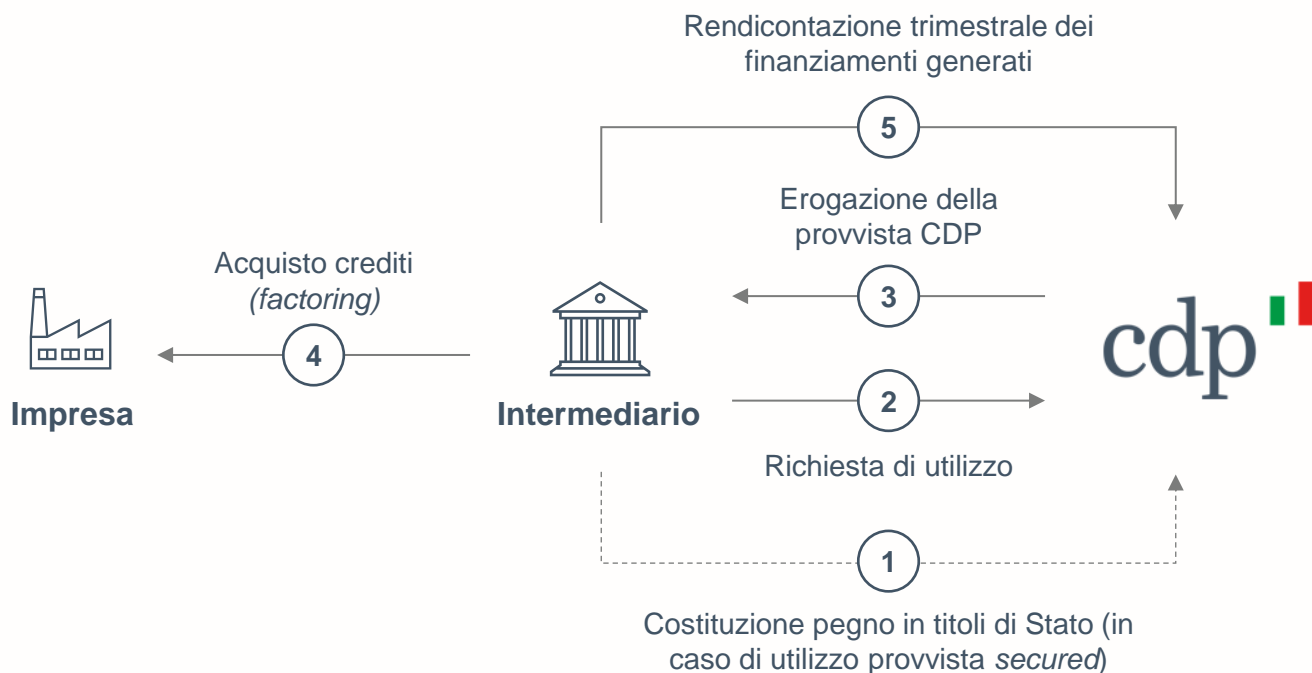 Rendicontazione trimestrale dei
finanziamenti generati
5
Erogazione della
provvista CDP
3
Acquisto crediti
(factoring)
4
Impresa
Intermediario
cdp
2
Richiesta di utilizzo
1
Costituzione pegno in titoli di Stato (in
caso di utilizzo provvista secured)